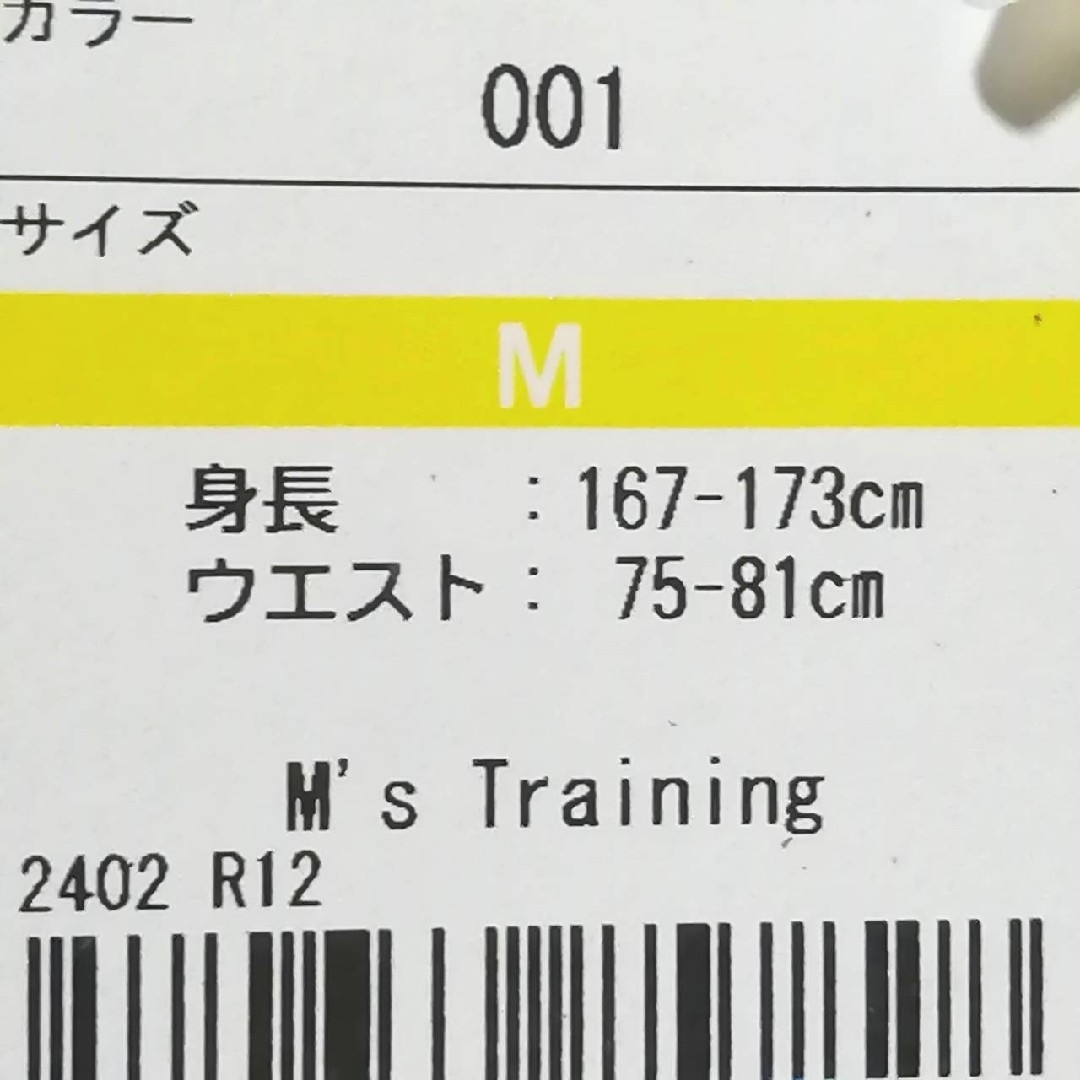 カラー
001
サイズ
M
身長　　：167-173cm
ウエスト： 75-81cm
M's Training
2402 R12